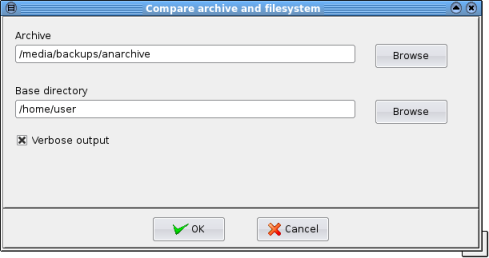 Compare archive and filesystem
Archive
/media/backups/anarchive
Browse
Base directory
/home/user
Browse
Verbose output
OK
Cancel